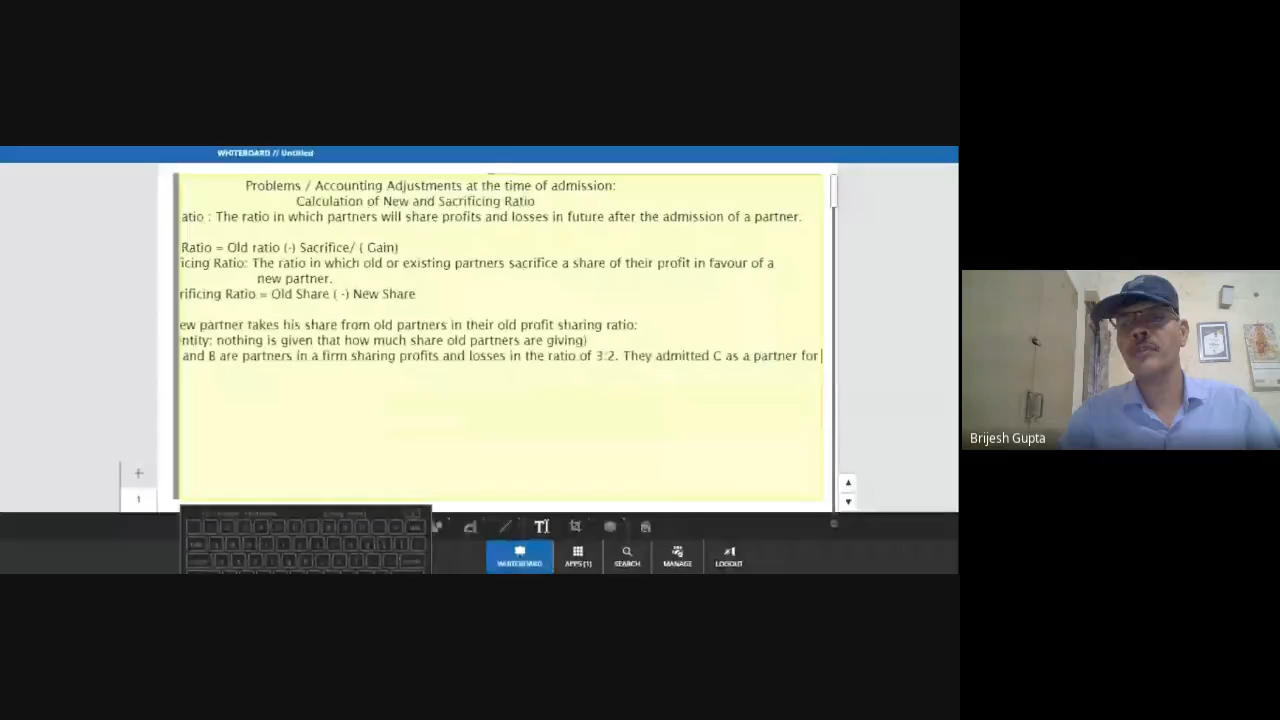 WHITEBOARD // Untitled
Problems / Accounting Adjustments at the time of admission:
Calculation of New and Sacrificing Ratio
atio : The ratio in which partners will share profits and losses in future after the admission of a partner.
Ratio = Old ratio (-) Sacrifice/ ( Gain)
icing Ratio: The ratio in which old or existing partners sacrifice a share of their profit in favour of a
new partner.
rificing Ratio = Old Share ( -) New Share
ew partner takes his share from old partners in their old profit sharing ratio:
ntity: nothing is given that how much share old partners are giving)
and B are partners in a firm sharing profits and losses in the ratio of 3:2. They admitted C as a partner for
Brijesh Gupta
1
WHITEBOARD
APPS (1)
SEARCH
MANAGE
LOGOUT